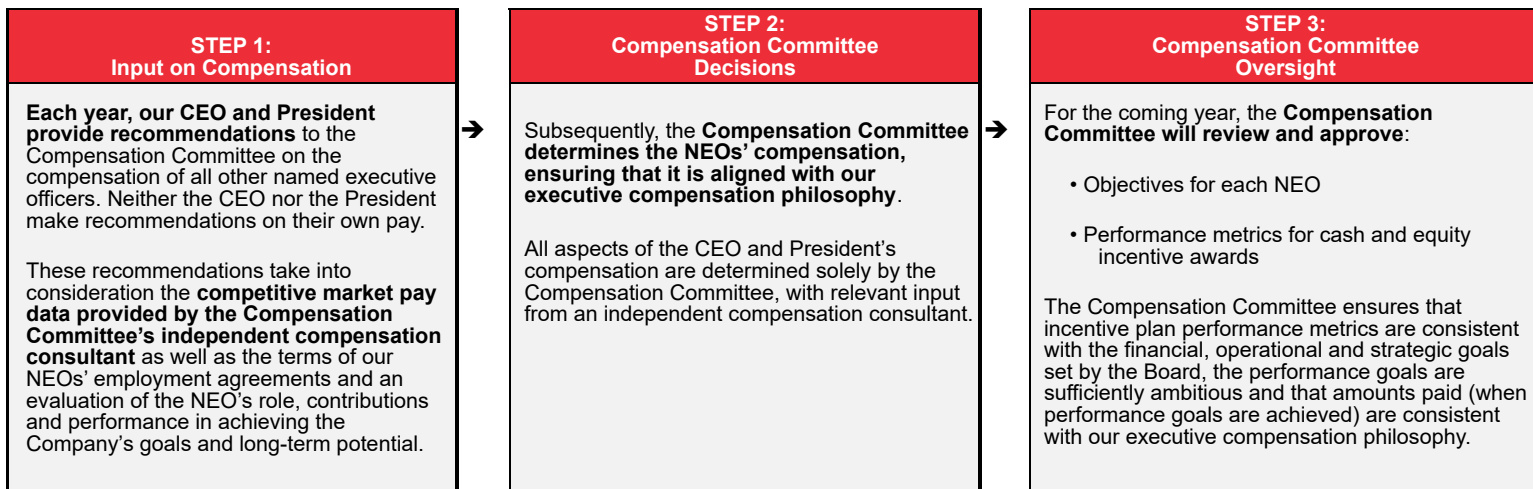 STEP 1:
Input on Compensation
Each year, our CEO and President
provide recommendations to the
Compensation Committee on the
compensation of all other named executive
officers. Neither the CEO nor the President
make recommendations on their own pay.
These recommendations take into
consideration the competitive market pay
data provided by the Compensation
Committee’s independent compensation
consultant as well as the terms of our
NEOs’ employment agreements and an
evaluation of the NEO’s role, contributions
and performance in achieving the
Company’s goals and long-term potential.
➔
STEP 2:
Compensation Committee
Decisions
Subsequently, the Compensation Committee
determines the NEOs’ compensation,
ensuring that it is aligned with our
executive compensation philosophy.
All aspects of the CEO and President’s
compensation are determined solely by the
Compensation Committee, with relevant input
from an independent compensation consultant.
➔
STEP 3:
Compensation Committee
Oversight
For the coming year, the Compensation
Committee will review and approve:
• Objectives for each NEO
• Performance metrics for cash and equity
incentive awards
The Compensation Committee ensures that
incentive plan performance metrics are consistent
with the financial, operational and strategic goals
set by the Board, the performance goals are
sufficiently ambitious and that amounts paid (when
performance goals are achieved) are consistent
with our executive compensation philosophy.